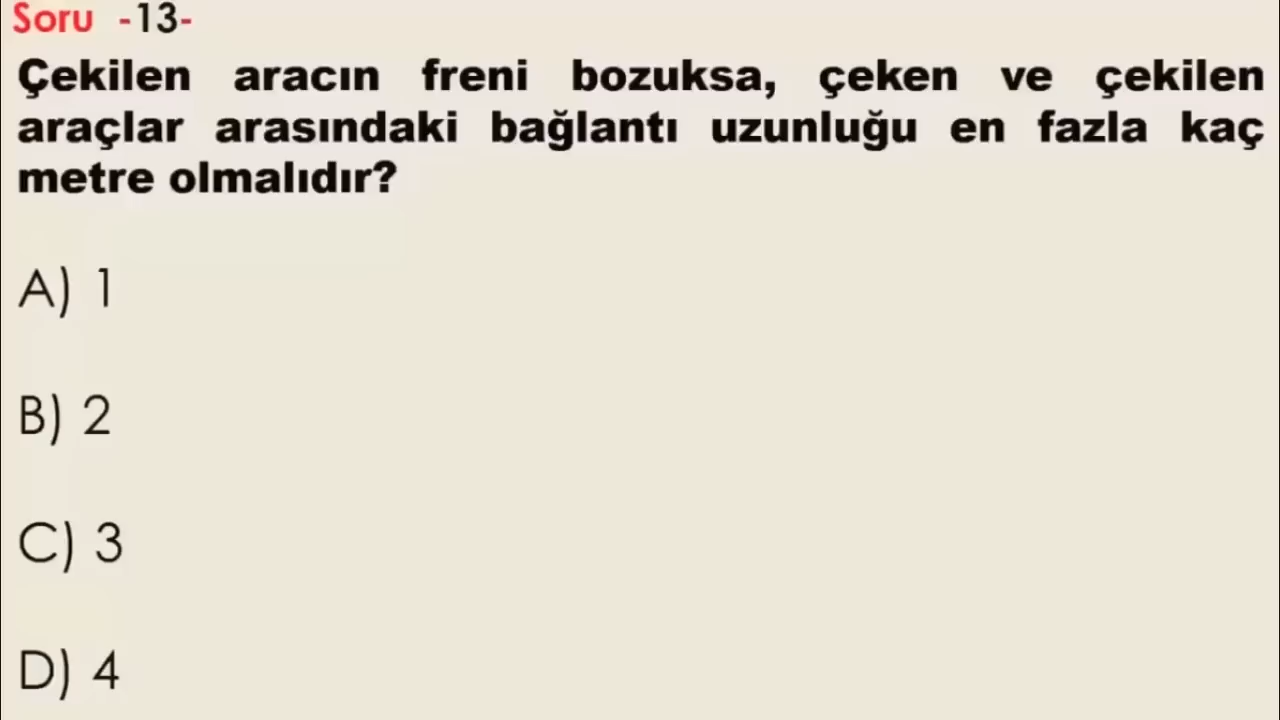 Soru -13-
Çekilen aracın freni bozuksa, çeken ve çekilen
araçlar arasındaki bağlantı uzunluğu en fazla kaç
metre olmalıdır?
A) 1
B) 2
C) 3
D) 4